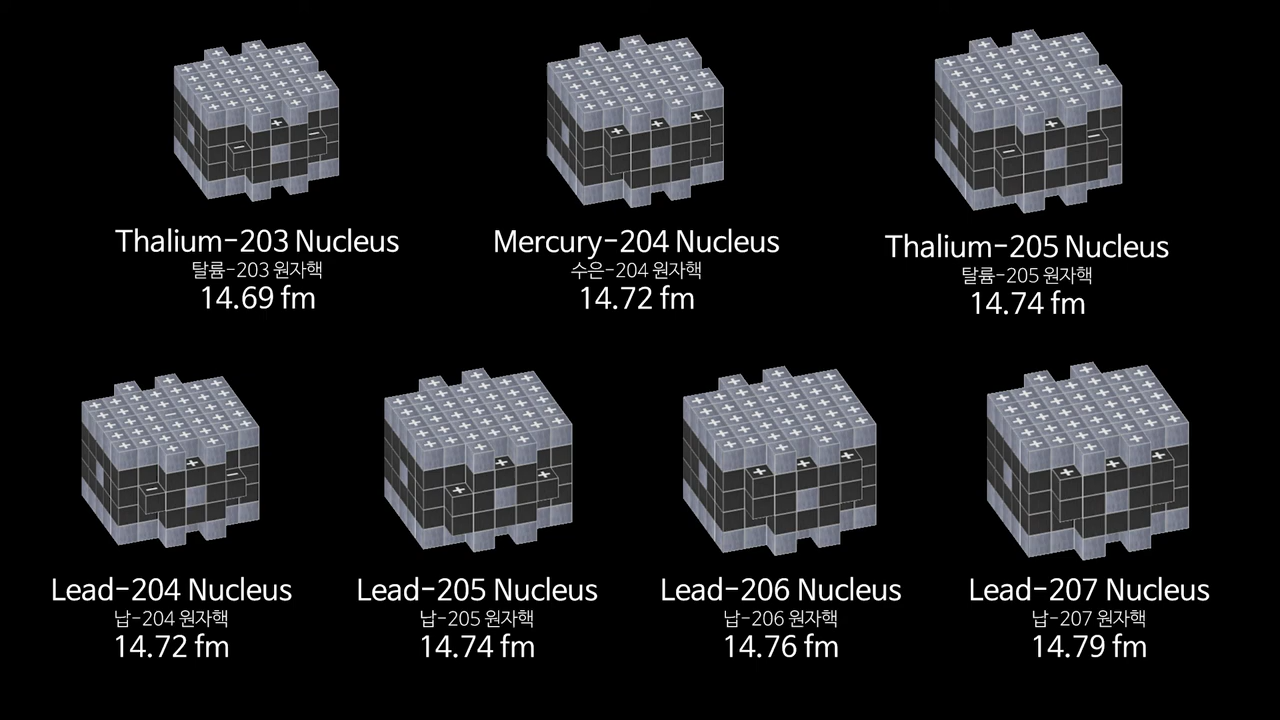 Thalium-203 Nucleus
탈륨-203 원자핵
14.69 fm
Mercury-204 Nucleus
수은-204 원자핵
14.72 fm
Thalium-205 Nucleus
탈륨-205 원자핵
14.74 fm
Lead-204 Nucleus
납-204 원자핵
14.72 fm
Lead-205 Nucleus
납-205 원자핵
14.74 fm
Lead-206 Nucleus
납-206 원자핵
14.76 fm
Lead-207 Nucleus
납-207 원자핵
14.79 fm